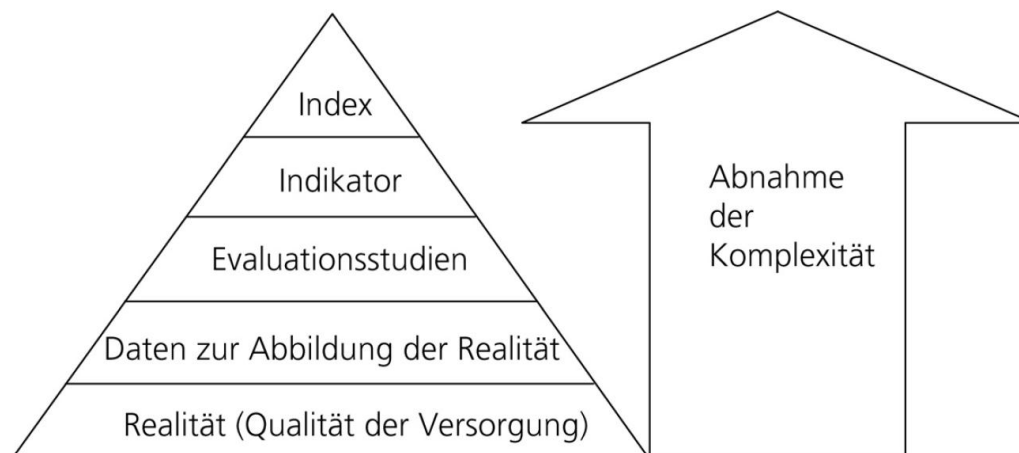 Index
Indikator
Evaluationsstudien
Daten zur Abbildung der Realität
Realität (Qualität der Versorgung)
Abnahme
der
Komplexität